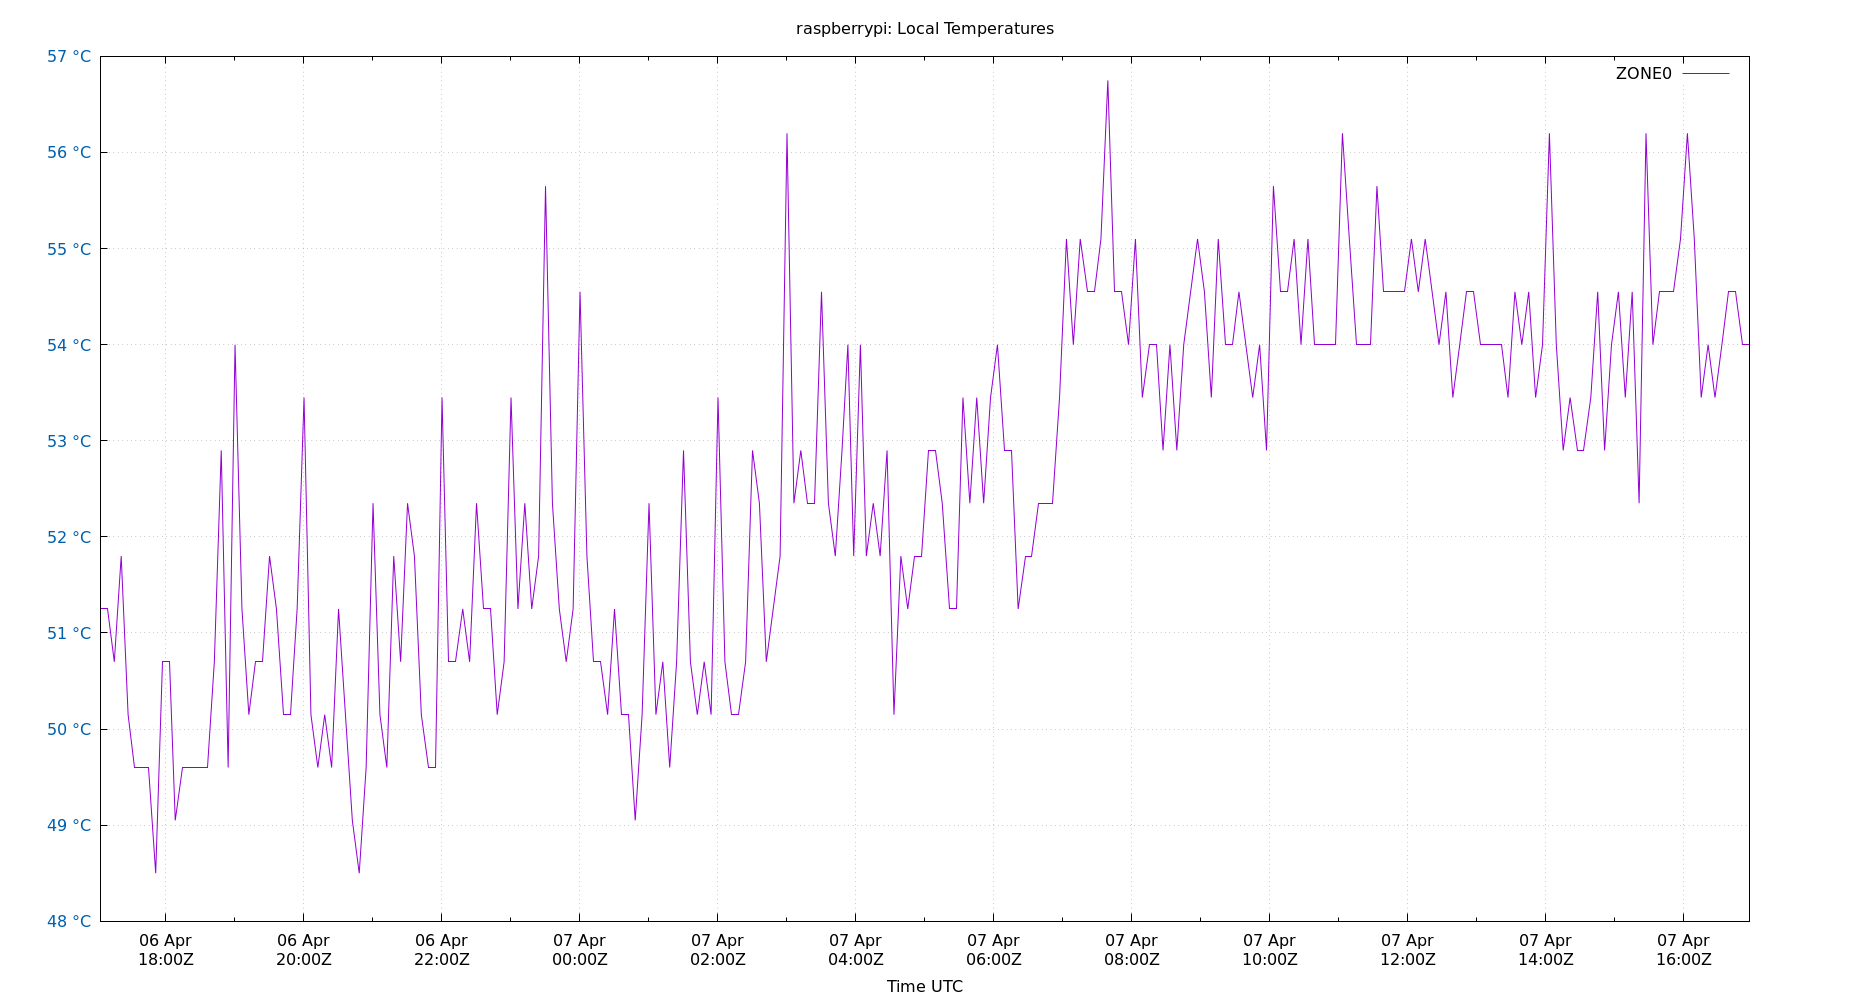 raspberrypi: Local Temperatures
57 °C
ZONE0
56 °C
55 °C
54 °C
53 °C
52 °C
51 °C
50 °C
49 °C
48 °C
06 Apr 06 Apr 06 Apr 07 Apr 07 Apr 07 Apr 07 Apr 07 Apr 07 Apr 07 Apr 07 Apr 07 Apr
18:00Z 20:00Z 22:00Z 00:00Z 02:00Z 04:00Z 06:00Z 08:00Z 10:00Z 12:00Z 14:00Z 16:00Z
Time UTC